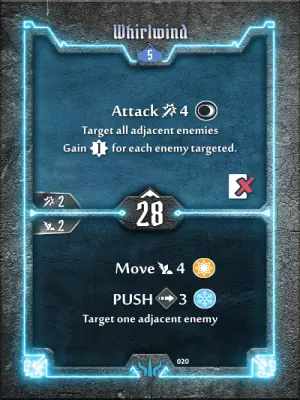 Whirlwind
5
Attack 4
Target all adjacent enemies
Gain 1 for each enemy targeted.
2
28
2
Move 4
PUSH 3
Target one adjacent enemy
020